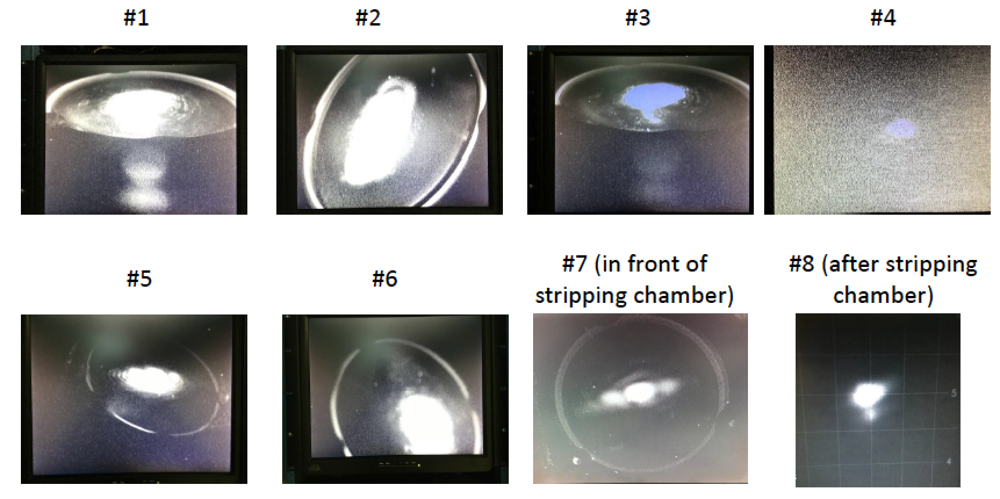 #1
#2
#3
#4
#5
#6
#7 (in front of
stripping chamber)
#8 (after stripping
chamber)
5
4